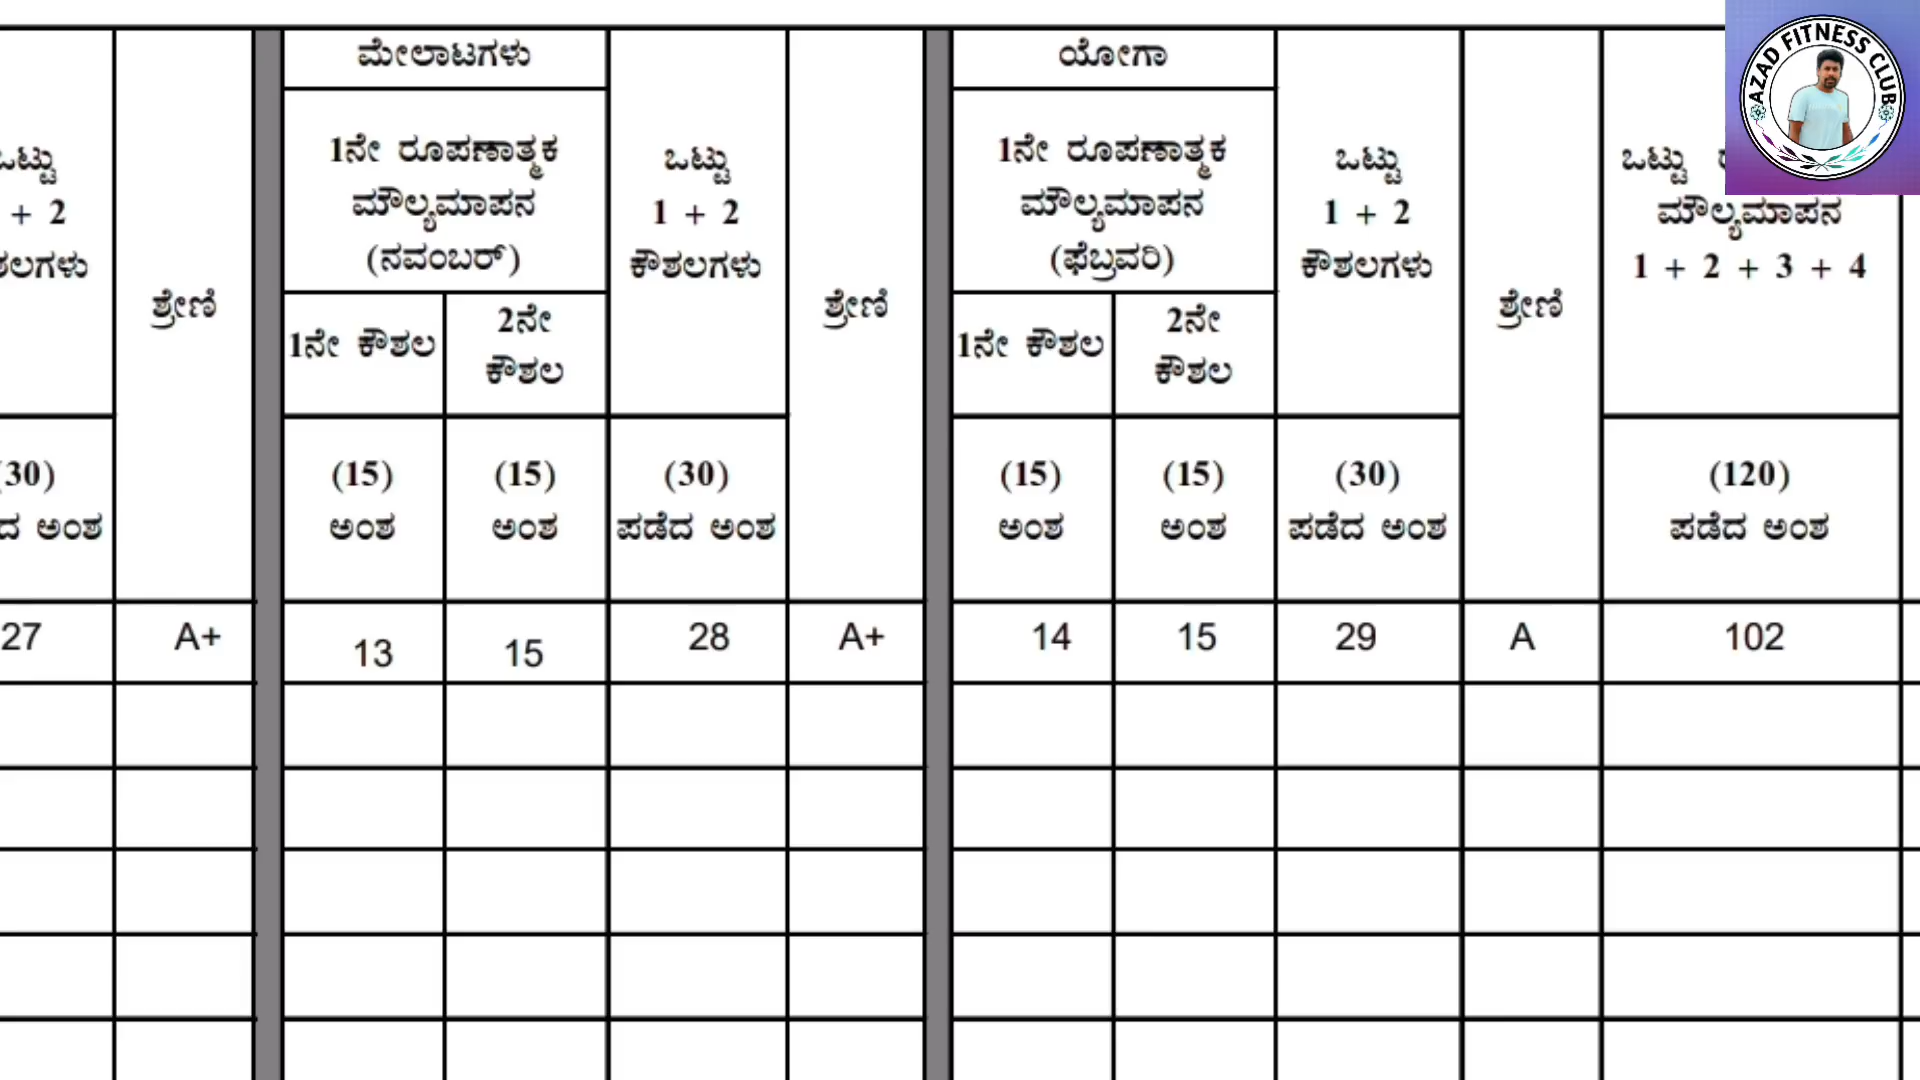 ಮೇಲಾಟಗಳು
ಯೋಗಾ
AZAD FITNESS CLUB
ಒಟ್ಟು
+ 2
1ನೇ ರೂಪಣಾತ್ಮಕ
ಮೌಲ್ಯಮಾಪನ
(ನವಂಬರ್)
ಒಟ್ಟು
1 + 2
ಕೌಶಲಗಳು
1ನೇ ರೂಪಣಾತ್ಮಕ
ಮೌಲ್ಯಮಾಪನ
(ಫೆಬ್ರವರಿ)
ಒಟ್ಟು
1 + 2
ಕೌಶಲಗಳು
ಒಟ್ಟು
ಮೌಲ್ಯಮಾಪನ
1 + 2 + 3 + 4
ಶ್ರೇಣಿ
ಶ್ರೇಣಿ
ಶ್ರೇಣಿ
1ನೇ ಕೌಶಲ
2ನೇ
ಕೌಶಲ
1ನೇ ಕೌಶಲ
2ನೇ
ಕೌಶಲ
(30)
ಅಂಶ
(15)
ಅಂಶ
(15)
ಅಂಶ
(30)
ಪಡೆದ ಅಂಶ
(15)
ಅಂಶ
(15)
ಅಂಶ
(30)
ಪಡೆದ ಅಂಶ
(120)
ಪಡೆದ ಅಂಶ
27 A+ 13 15 28 A+ 14 15 29 A 102